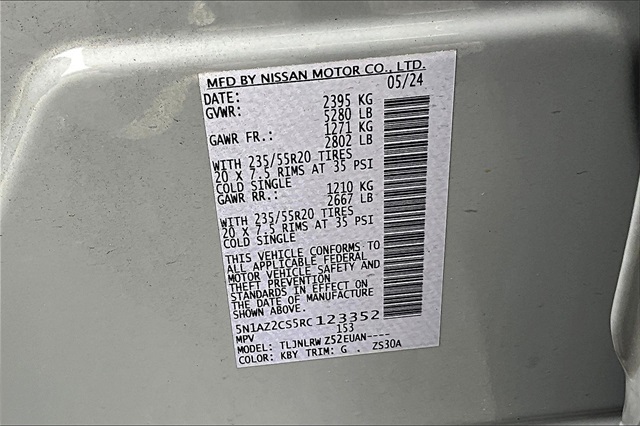 MFD BY NISSAN MOTOR CO., LTD.
DATE: 05/24
GVWR: 2395 KG
5280 LB
GAWR FR.: 1271 KG
2802 LB
WITH 235/55R20 TIRES
20 X 7.5 RIMS AT 35 PSI
COLD SINGLE
GAWR RR.: 1210 KG
2667 LB
WITH 235/55R20 TIRES
20 X 7.5 RIMS AT 35 PSI
COLD SINGLE
THIS VEHICLE CONFORMS TO
ALL APPLICABLE FEDERAL
MOTOR VEHICLE SAFETY AND
THEFT PREVENTION
STANDARDS IN EFFECT ON
THE DATE OF MANUFACTURE
SHOWN ABOVE.
5N1AZ2CS5RC123352
MPV 153
MODEL: TLJNLRW Z52EUAN----
COLOR: KBY TRIM: G . ZS30A